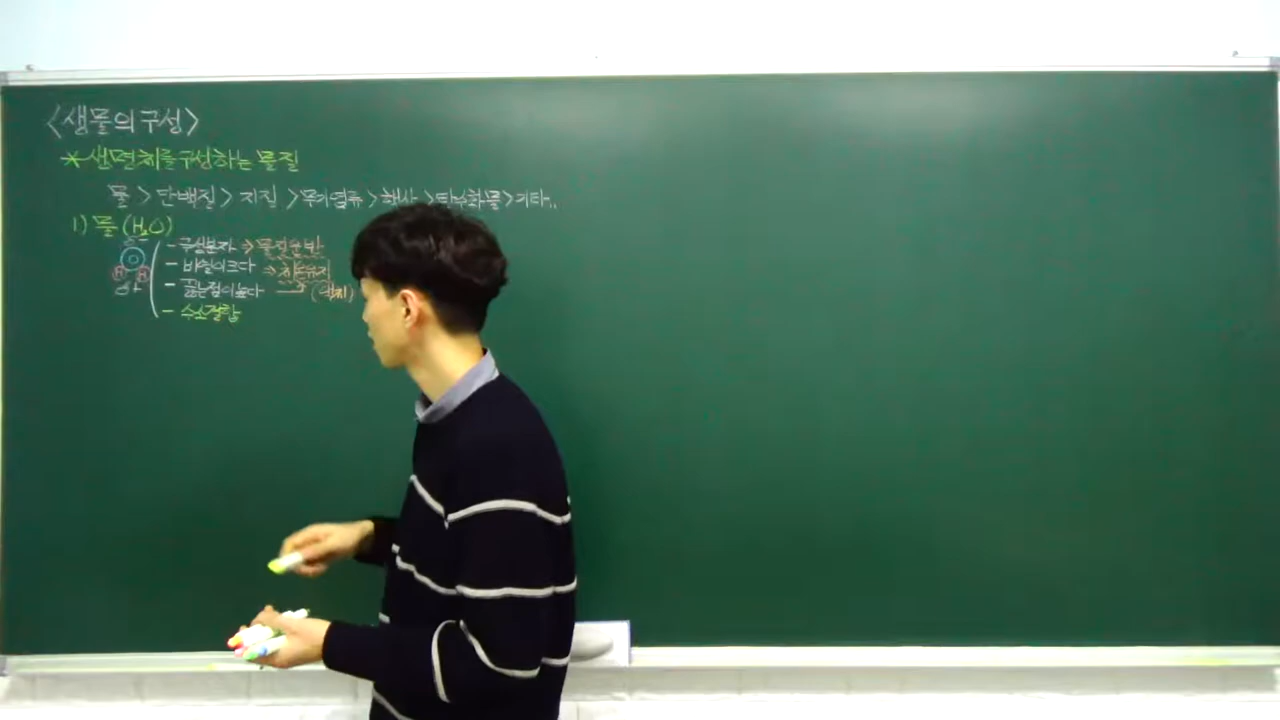 <생물의 구성>
* 생명체를 구성하는 물질
물 > 단백질 > 지질 > 무기염류 > 핵산 > 탄수화물 > 기타..
1) 물 (H₂O)
δ-
O
H H
δ+
- 극성분자 ⇒ 물질운반
- 비열이 크다 ⇒ 체온유지
- 끓는점이 높다
- 수소결합